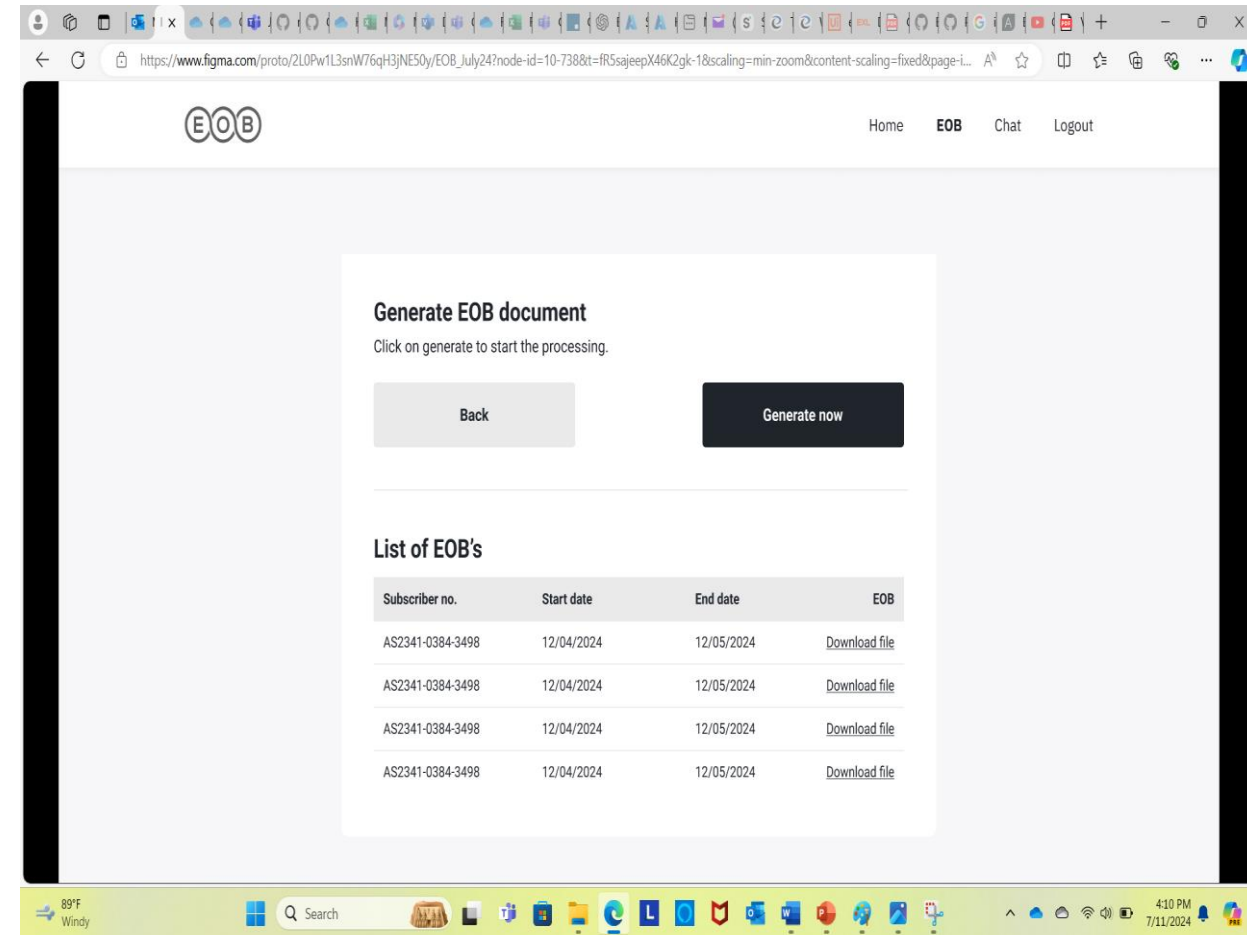 https://www.figma.com/proto/2L0Pw1L3snW76qH3jNE50y/EOB_July24?node-id=10-738&t=fR5sajeepX46K2gk-1&scaling=min-zoom&content-scaling=fixed&page-i...
EOB
Home EOB Chat Logout
Generate EOB document
Click on generate to start the processing.
Back Generate now
List of EOB's
Subscriber no. Start date End date EOB
AS2341-0384-3498 12/04/2024 12/05/2024 Download file
AS2341-0384-3498 12/04/2024 12/05/2024 Download file
AS2341-0384-3498 12/04/2024 12/05/2024 Download file
AS2341-0384-3498 12/04/2024 12/05/2024 Download file
89°F
Windy
Search
4:10 PM
7/11/2024